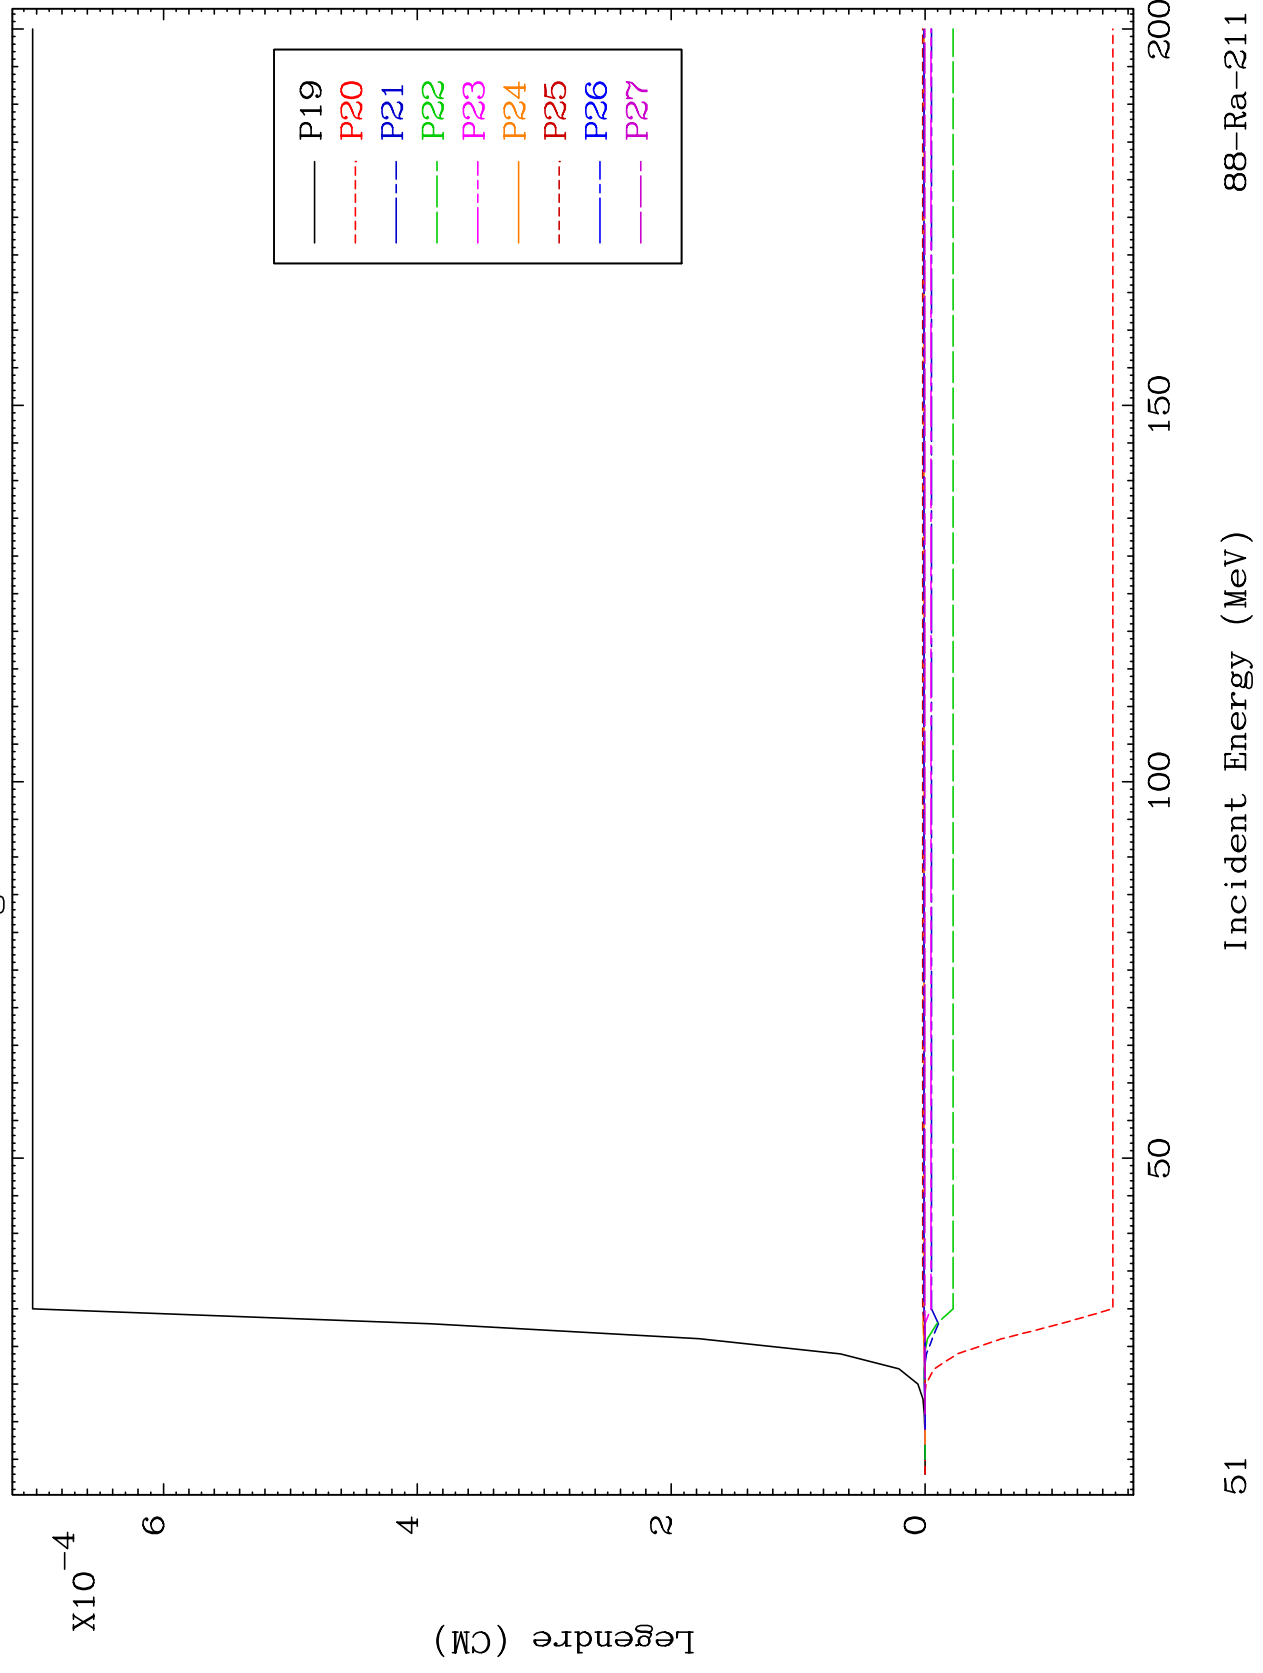 X10-4
6
4
2
0
Legendre (CM)
P19
P20
P21
P22
P23
P24
P25
P26
P27
50
100
150
200
Incident Energy (MeV)
51
88-Ra-211